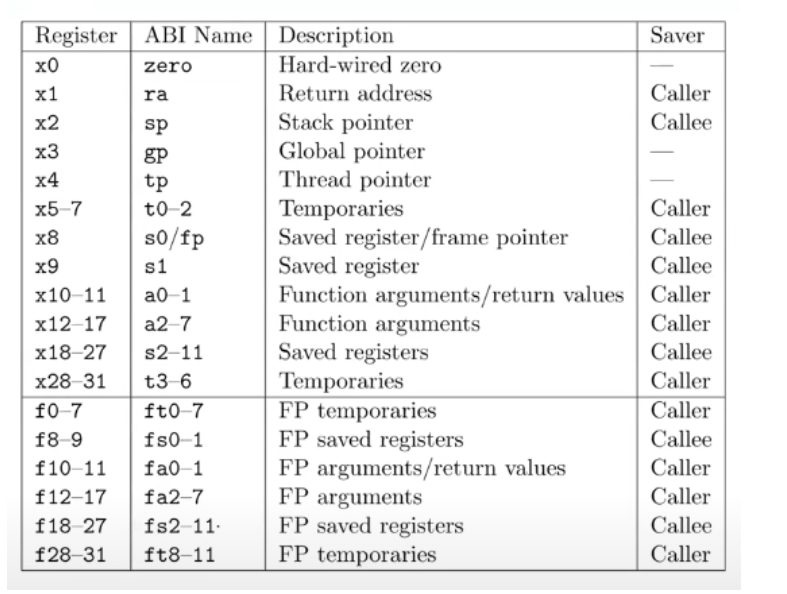 Register ABI Name Description Saver
x0 zero Hard-wired zero —
x1 ra Return address Caller
x2 sp Stack pointer Callee
x3 gp Global pointer —
x4 tp Thread pointer —
x5–7 t0–2 Temporaries Caller
x8 s0/fp Saved register/frame pointer Callee
x9 s1 Saved register Callee
x10–11 a0–1 Function arguments/return values Caller
x12–17 a2–7 Function arguments Caller
x18–27 s2–11 Saved registers Callee
x28–31 t3–6 Temporaries Caller
f0–7 ft0–7 FP temporaries Caller
f8–9 fs0–1 FP saved registers Callee
f10–11 fa0–1 FP arguments/return values Caller
f12–17 fa2–7 FP arguments Caller
f18–27 fs2–11 FP saved registers Callee
f28–31 ft8–11 FP temporaries Caller